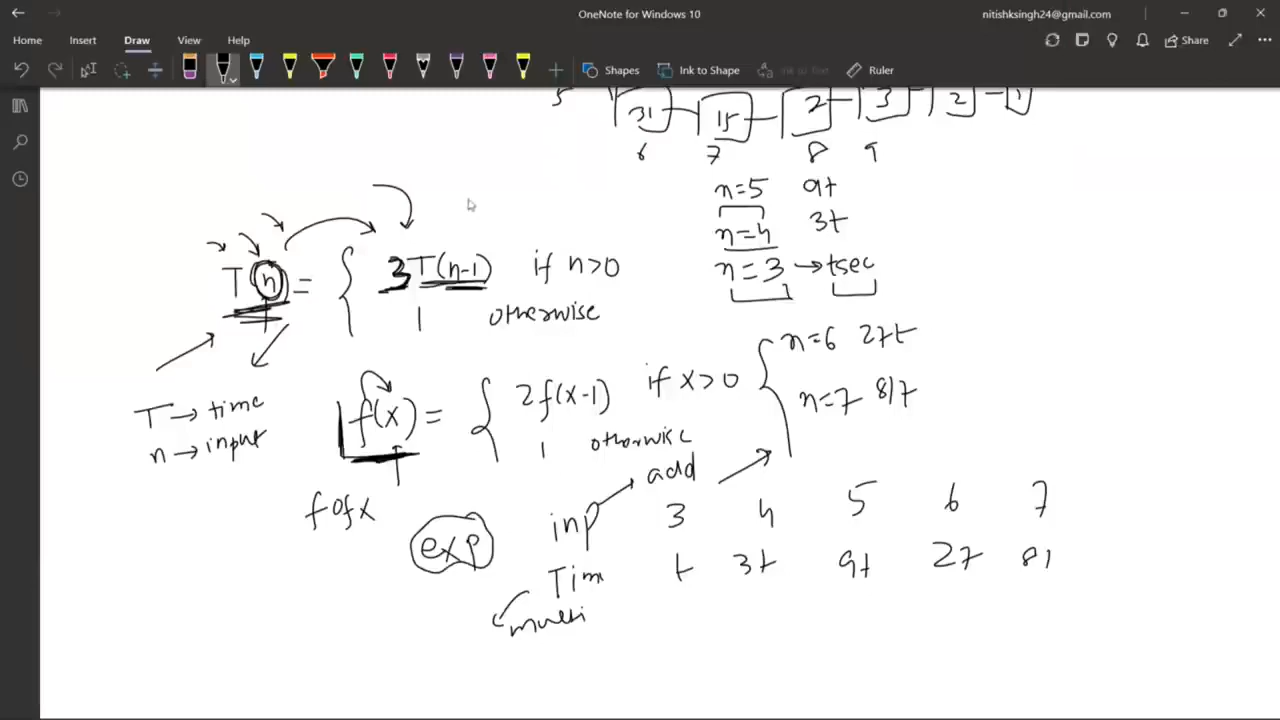 OneNote for Windows 10
nitishksingh24@gmail.com
Home Insert Draw View Help
Share
Shapes Ink to Shape Ruler
5 31 15 2 3 2 1
6 7 8 9
n=5 9t
n=4 3t
n=3 → tsec
T(n) = { 3T(n-1) if n>0
1 otherwise
T → time
n → input
f(x) = { 2f(x-1) if x>0
1 otherwise
n=6 27t
n=7 817
f of x
add
exp
inp 3 4 5 6 7
Tim t 3t 9t 27 81
multi